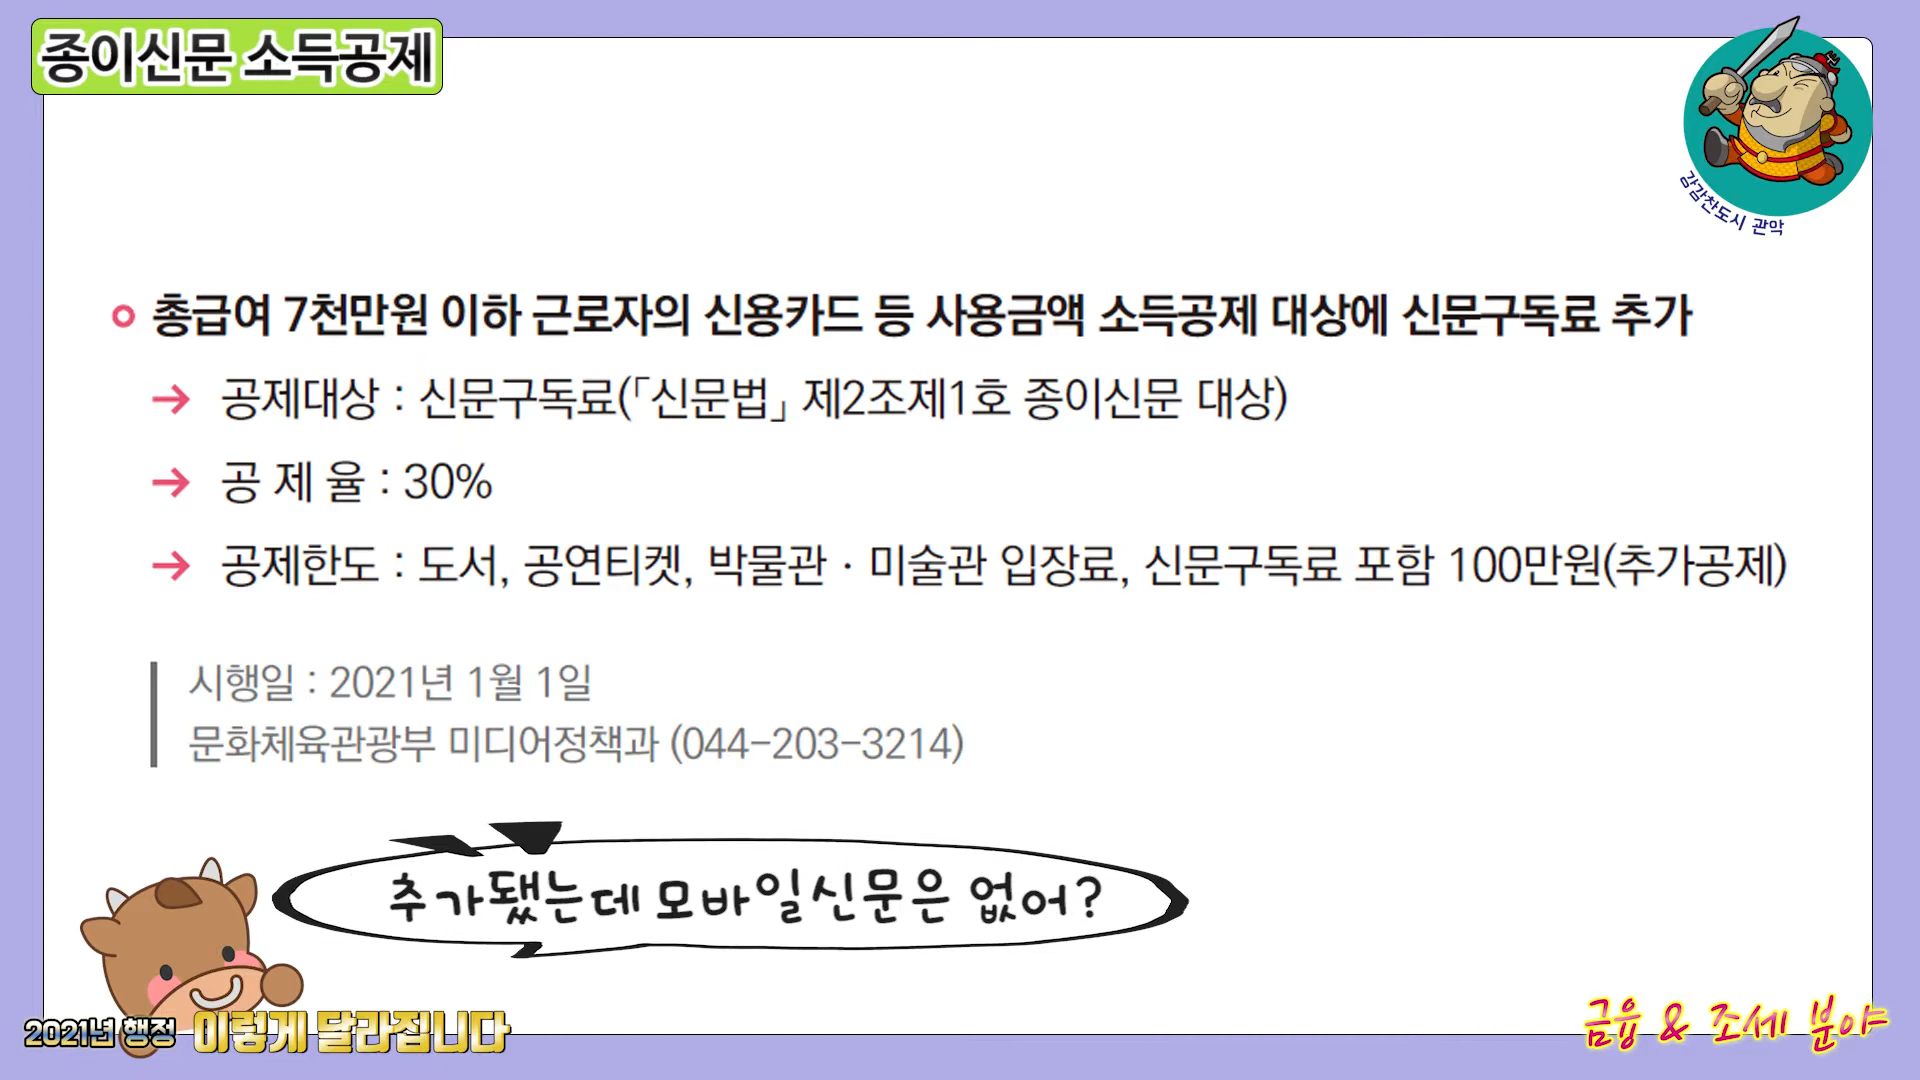 종이신문 소득공제
강감찬도시 관악
총급여 7천만원 이하 근로자의 신용카드 등 사용금액 소득공제 대상에 신문구독료 추가
→ 공제대상 : 신문구독료(「신문법」 제2조제1호 종이신문 대상)
→ 공 제 율 : 30%
→ 공제한도 : 도서, 공연티켓, 박물관 · 미술관 입장료, 신문구독료 포함 100만원(추가공제)
시행일 : 2021년 1월 1일
문화체육관광부 미디어정책과 (044-203-3214)
추가됐는데 모바일신문은 없어?
2021년 행정 이렇게 달라집니다
금융 & 조세 분야